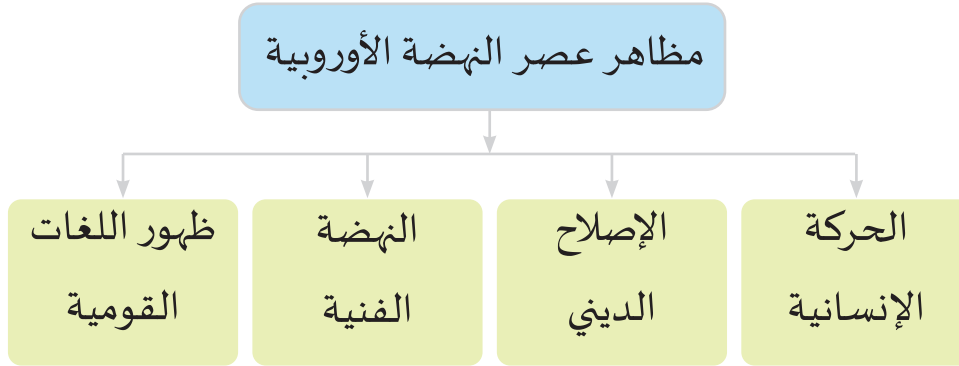 مظاهر عصر النهضة الأوروبية
الحركة
الإنسانية
الإصلاح
الديني
النهضة
الفنية
ظهور اللغات
القومية